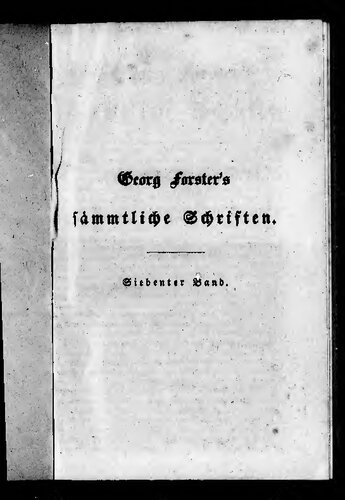 Georg Forster's
sämmtliche Schriften.
Siebenter Band.